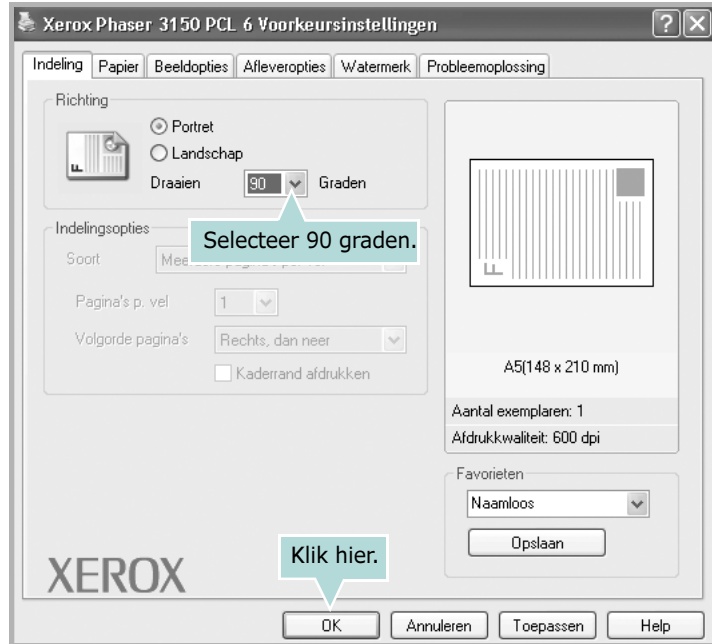 Xerox Phaser 3150 PCL 6 Voorkeursinstellingen
Indeling Papier Beeldopties Afleveropties Watermerk Probleemoplossing
Richting
Portret
Landschap
Draaien 90 Graden
Selecteer 90 graden.
Indelingsopties
Soort
Pagina's p. vel 1
Volgorde pagina's Rechts, dan neer
Kaderrand afdrukken
F
A5(148 x 210 mm)
Aantal exemplaren: 1
Afdrukkwaliteit: 600 dpi
Favorieten
Naamloos
Opslaan
Klik hier.
XEROX
OK Annuleren Toepassen Help